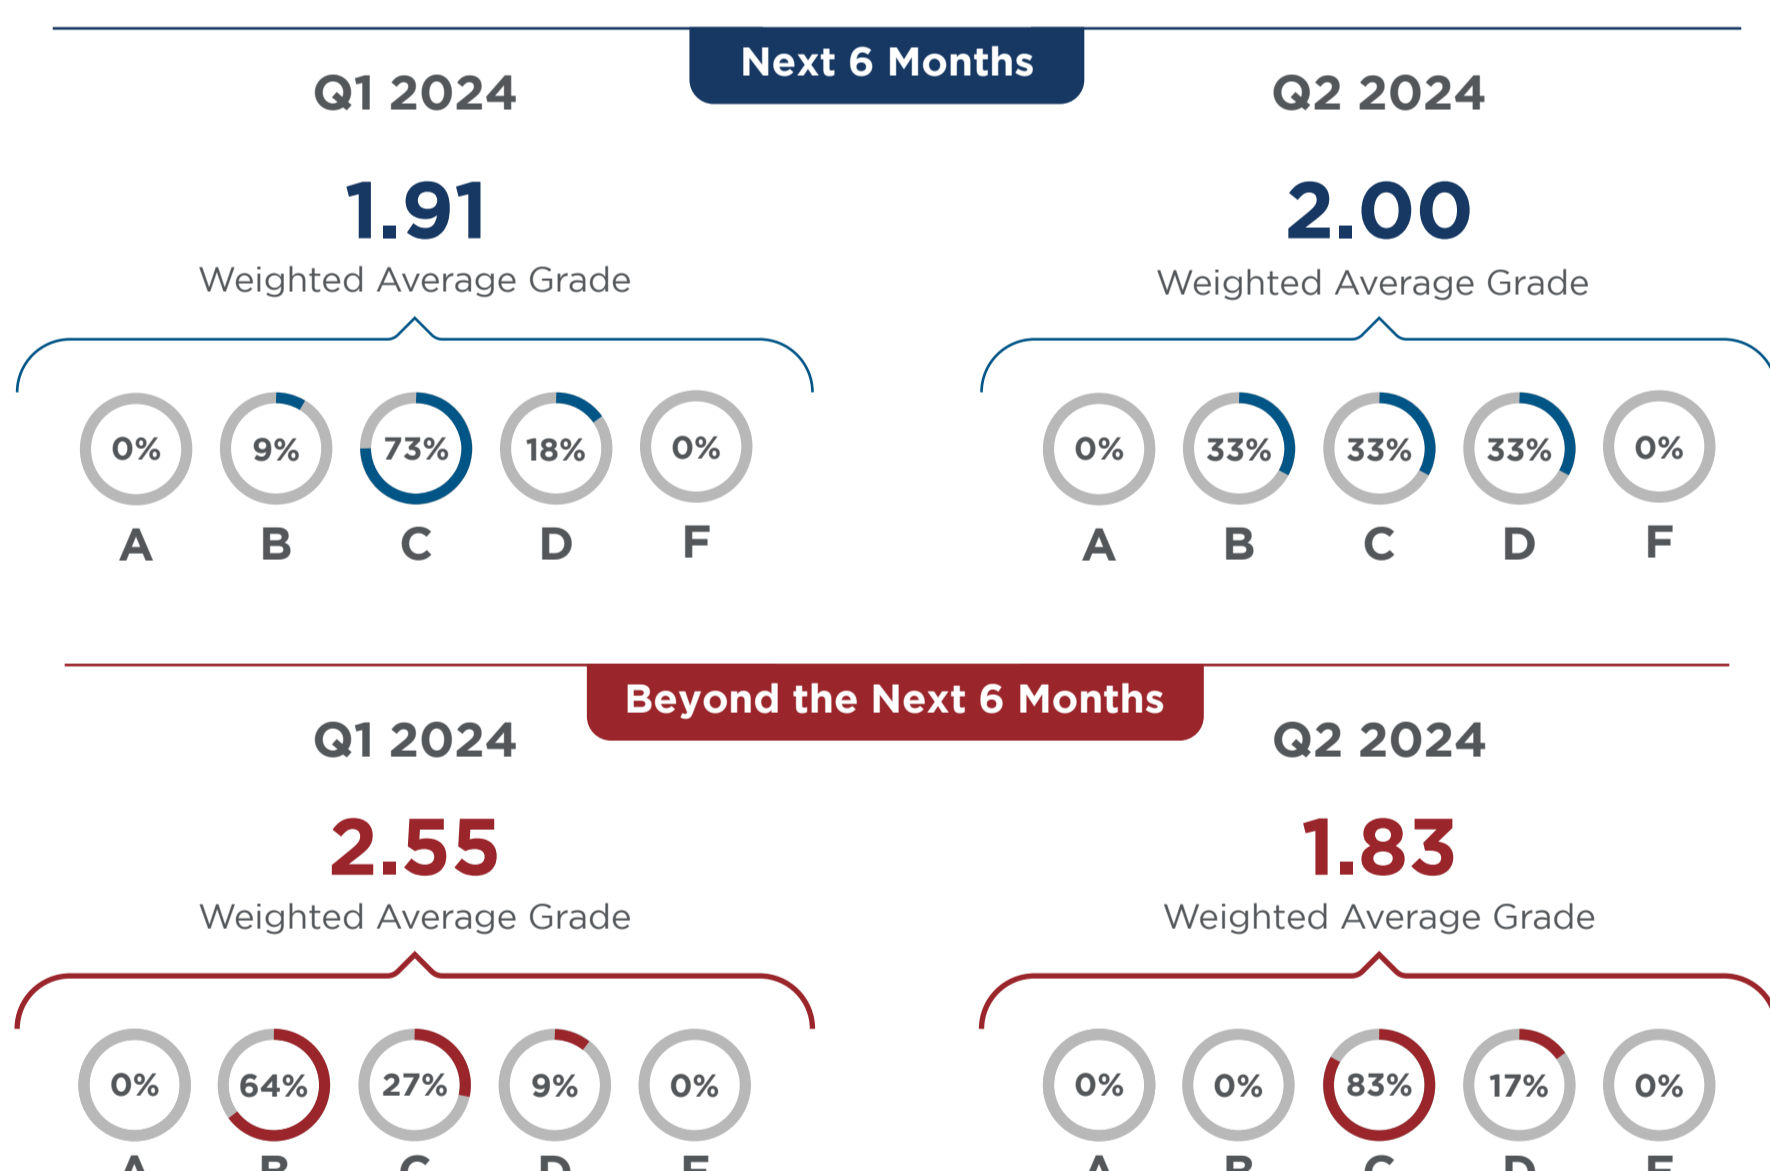 Next 6 Months
Q1 2024
Q2 2024
1.91
2.00
Weighted Average Grade
Weighted Average Grade
0% 9% 73% 18% 0%
0% 33% 33% 33% 0%
A B C D F
A B C D F
Beyond the Next 6 Months
Q1 2024
Q2 2024
2.55
1.83
Weighted Average Grade
Weighted Average Grade
0% 64% 27% 9% 0%
0% 0% 83% 17% 0%
A B C D F
A B C D F